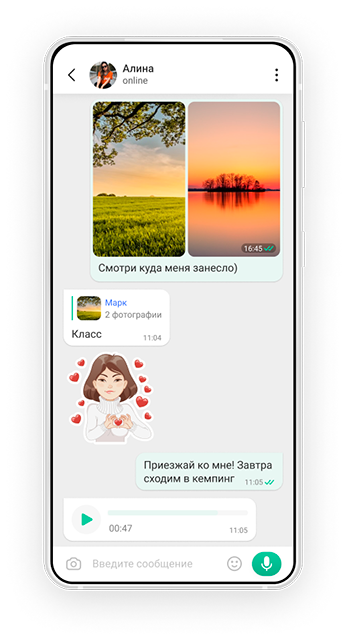 Алина
online
16:45
Смотри куда меня занесло)
Марк
2 фотографии
Класс
11:04
Приезжай ко мне! Завтра
сходим в кемпинг 11:05
00:47
11:05
Введите сообщение